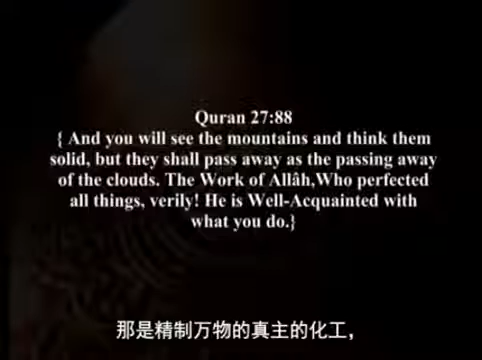 Quran 27:88
{ And you will see the mountains and think them
solid, but they shall pass away as the passing away
of the clouds. The Work of Allâh,Who perfected
all things, verily! He is Well-Acquainted with
what you do.}
那是精制万物的真主的化工，